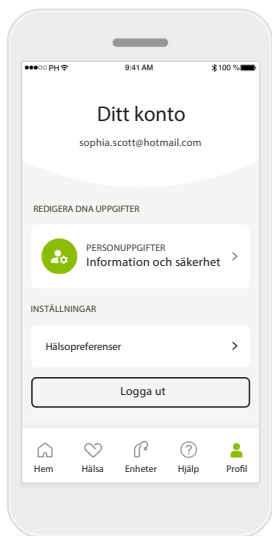 PH 9:41 AM 100 %
Ditt konto
sophia.scott@hotmail.com
REDIGERA DNA UPPGIFTER
PERSONUPPGIFTER
Information och säkerhet
INSTÄLLNINGAR
Hälsopreferenser
Logga ut
Hem Hälsa Enheter Hjälp Profil